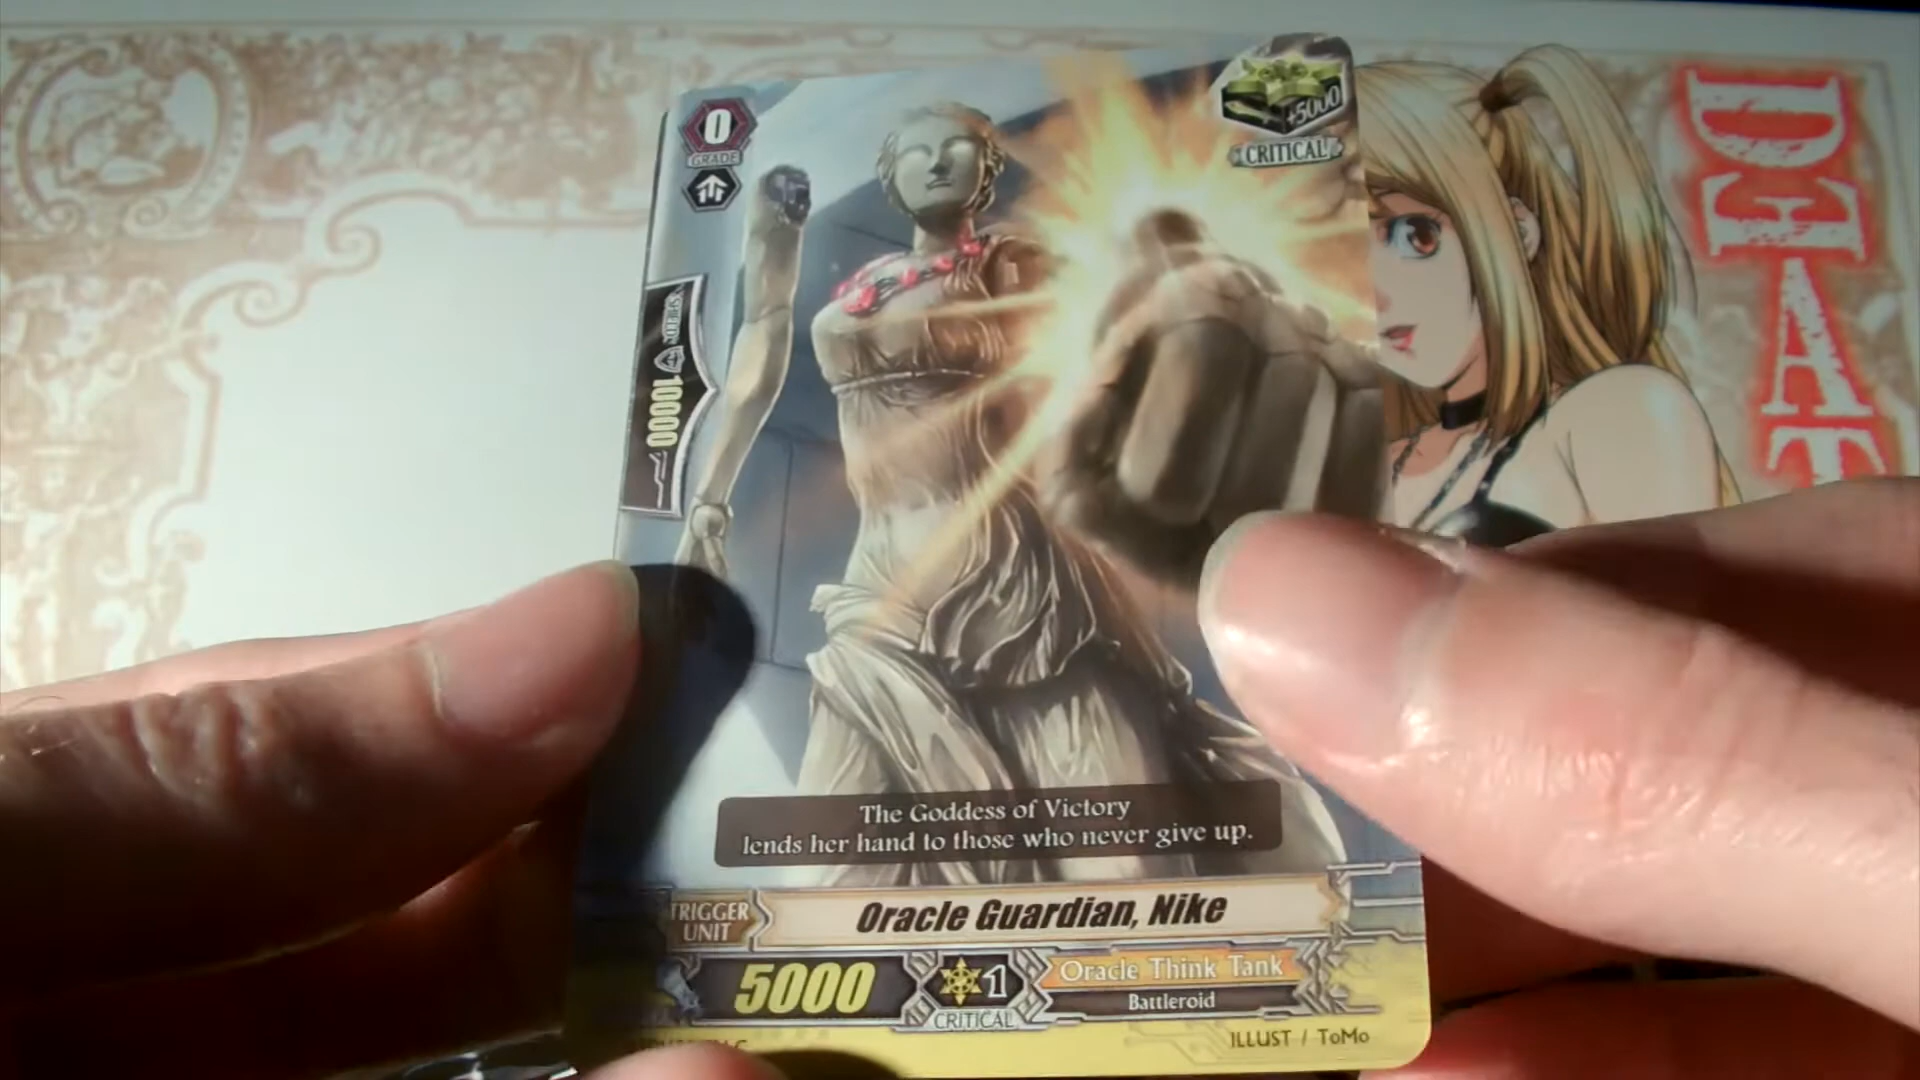 0
GRADE
+5000
CRITICAL
SHIELD
10000
DEAT
The Goddess of Victory
lends her hand to those who never give up.
TRIGGER
UNIT
Oracle Guardian, Nike
5000
1
CRITICAL
Oracle Think Tank
Battleroid
ILLUST / ToMo